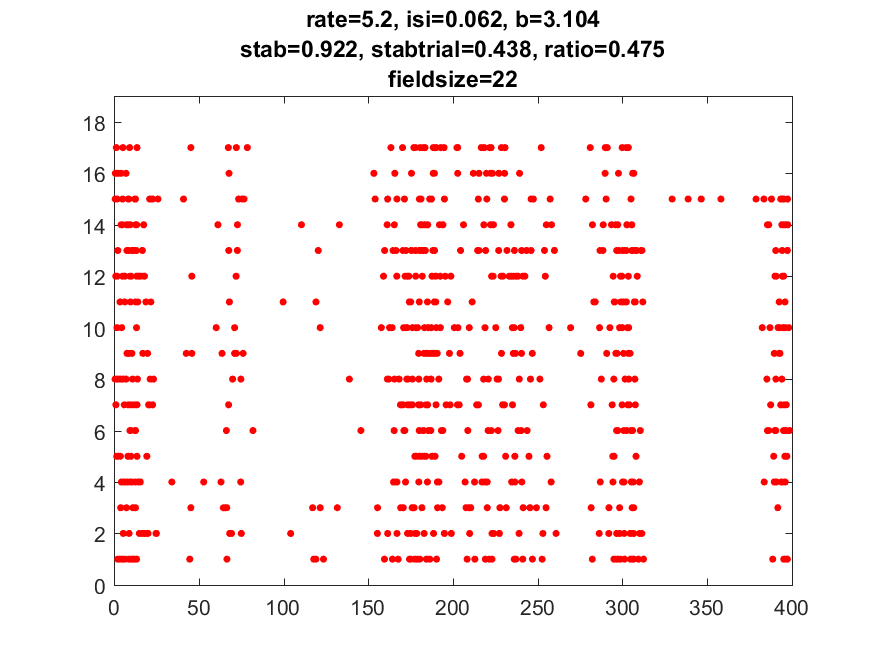 rate=5.2, isi=0.062, b=3.104
stab=0.922, stabtrial=0.438, ratio=0.475
fieldsize=22
18
16
14
12
10
8
6
4
2
0
0 50 100 150 200 250 300 350 400